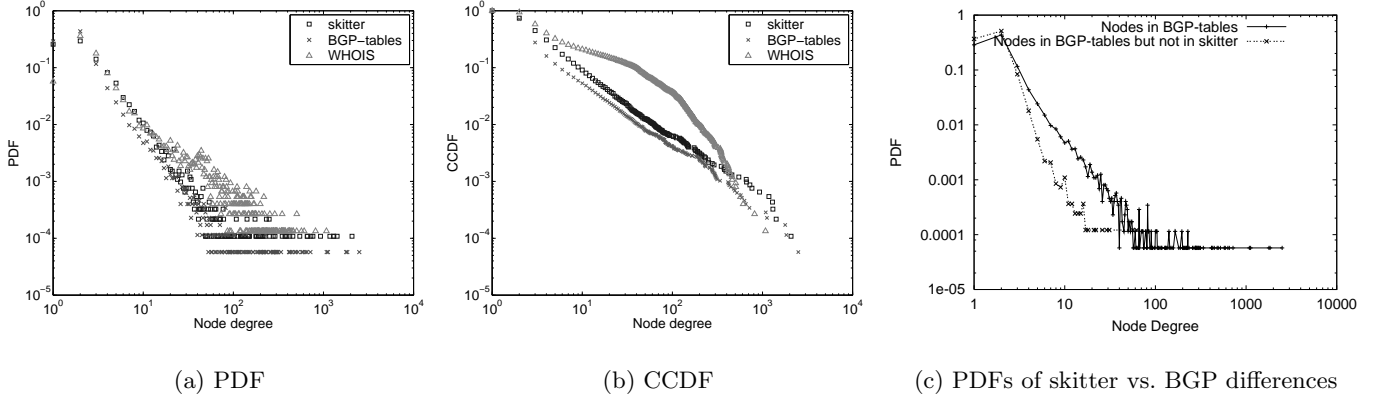 10^0
10^-1
10^-2
10^-3
10^-4
10^-5
PDF
10^0
10^1
10^2
10^3
10^4
Node degree
skitter
BGP-tables
WHOIS
(a) PDF
10^0
10^-1
10^-2
10^-3
10^-4
10^-5
CCDF
10^0
10^1
10^2
10^3
10^4
Node degree
skitter
BGP-tables
WHOIS
(b) CCDF
1
0.1
0.01
0.001
0.0001
1e-05
PDF
1
10
100
1000
10000
Node Degree
Nodes in BGP-tables
Nodes in BGP-tables but not in skitter
(c) PDFs of skitter vs. BGP differences